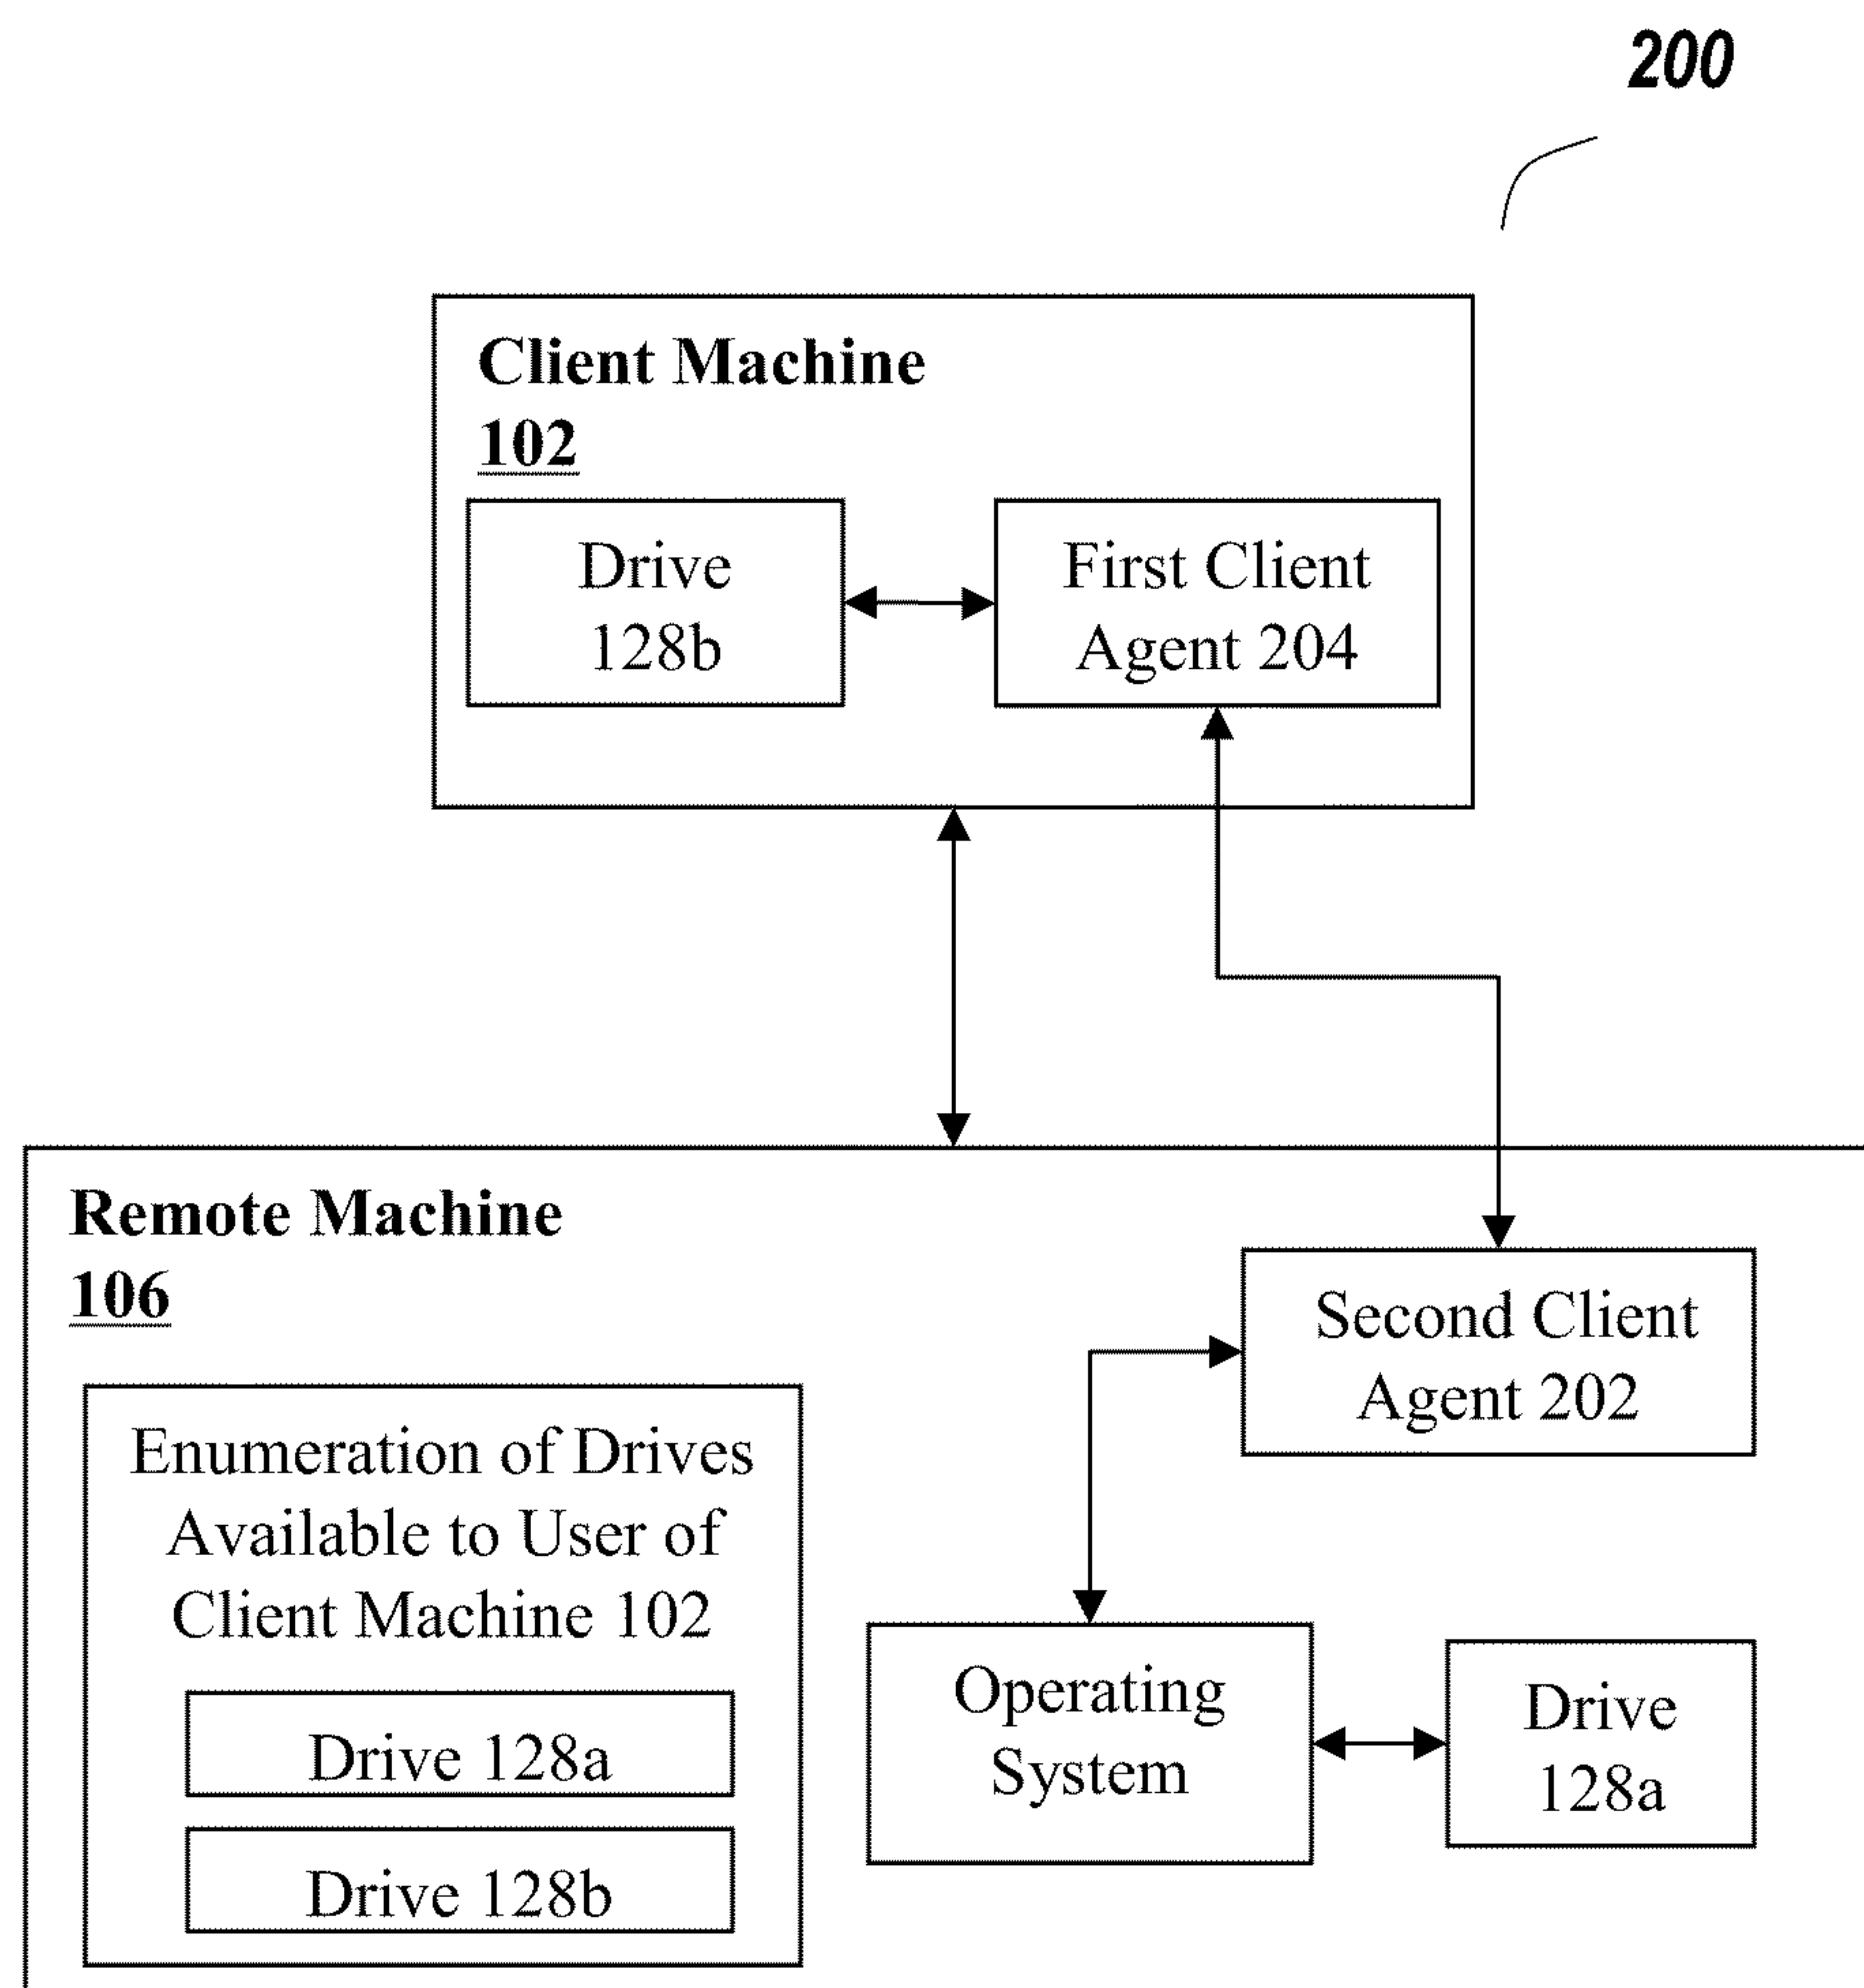 200
Client Machine
102
Drive
128b
First Client
Agent 204
Remote Machine
106
Second Client
Agent 202
Enumeration of Drives
Available to User of
Client Machine 102
Drive 128a
Drive 128b
Operating
System
Drive
128a